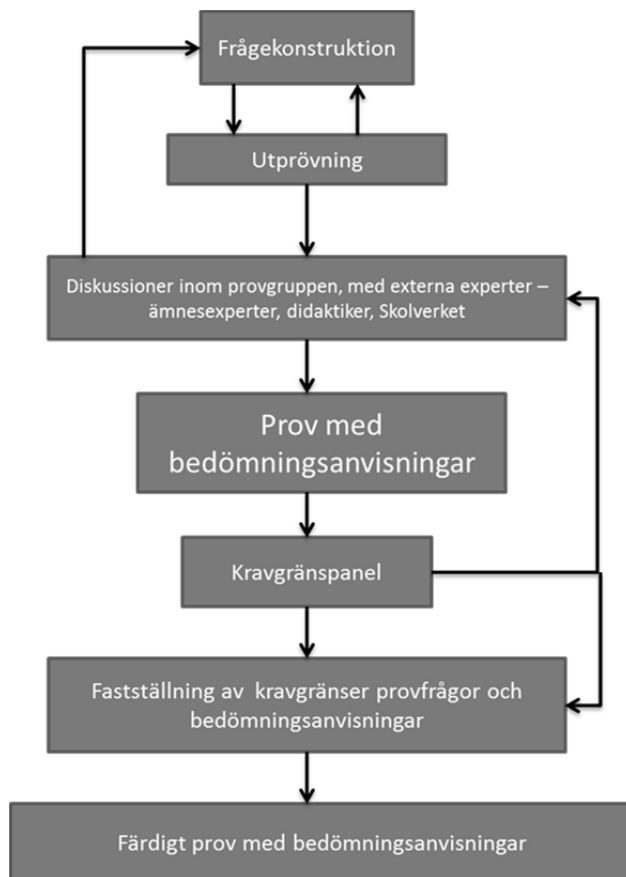 Frågekonstruktion
Utprövning
Diskussioner inom provgruppen, med externa experter –
ämnesexperter, didaktiker, Skolverket
Prov med
bedömningsanvisningar
Kravgränspanel
Fastställning av kravgränser provfrågor och
bedömningsanvisningar
Färdigt prov med bedömningsanvisningar